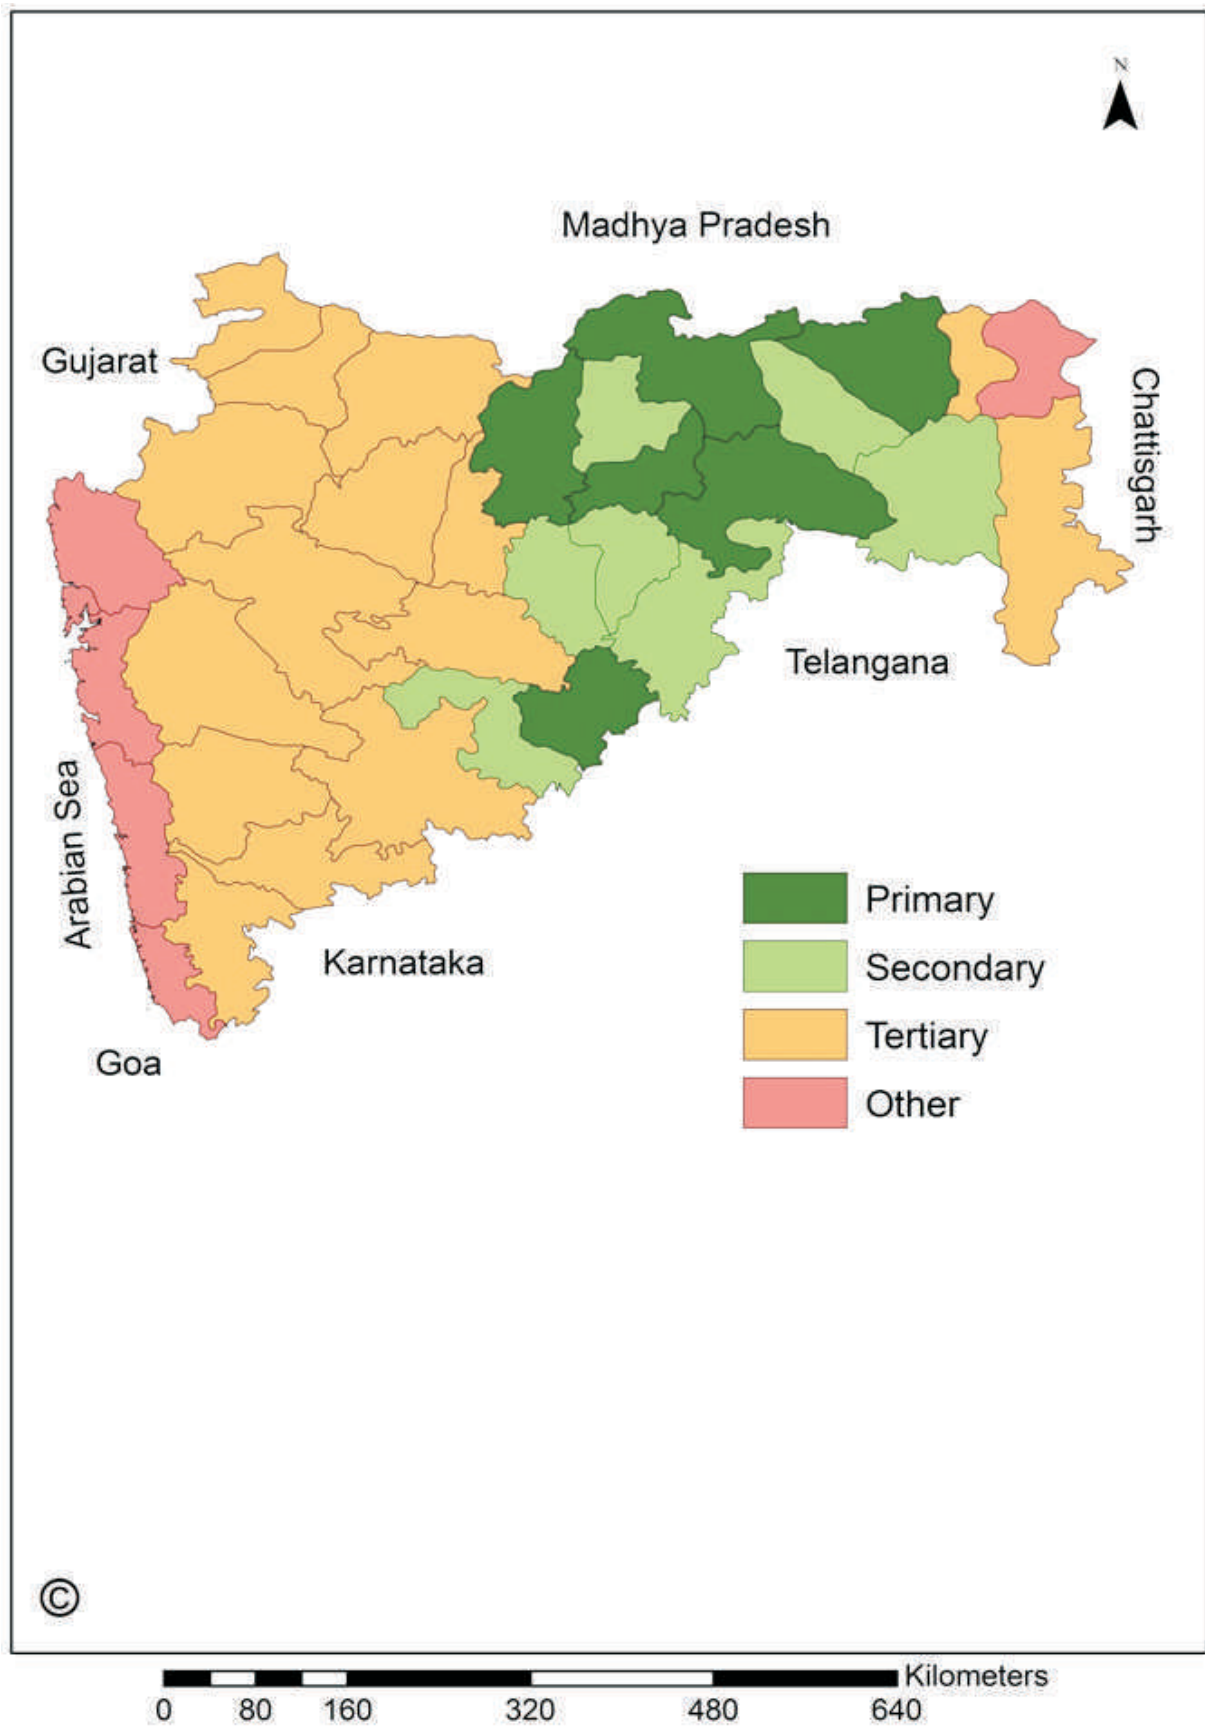 N
Madhya Pradesh
Gujarat
Chattisgarh
Telangana
Arabian Sea
Karnataka
Goa
Primary
Secondary
Tertiary
Other
©
Kilometers
0 80 160 320 480 640